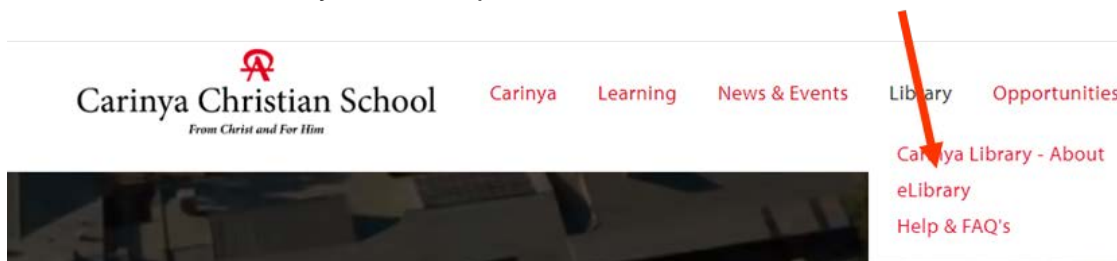 Carinya Christian School
From Christ and For Him
Carinya Learning News & Events Library Opportunities
Carinya Library - About
eLibrary
Help & FAQ's